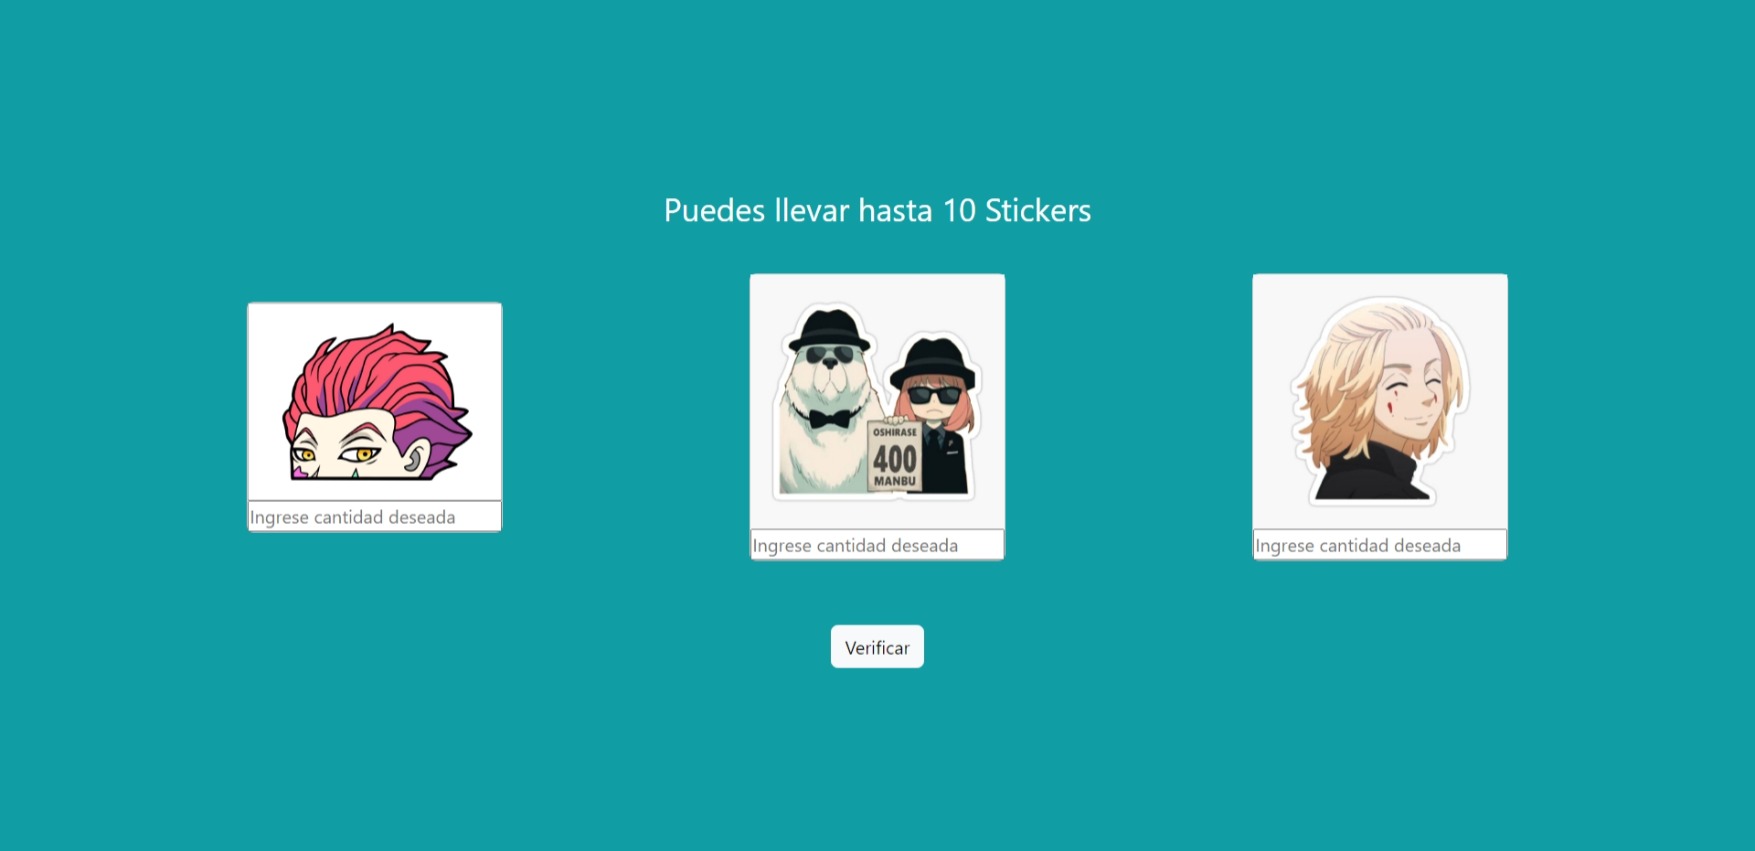 Puedes llevar hasta 10 Stickers
OSHIRASE
400
MANBU
Ingrese cantidad deseada
Ingrese cantidad deseada
Ingrese cantidad deseada
Verificar